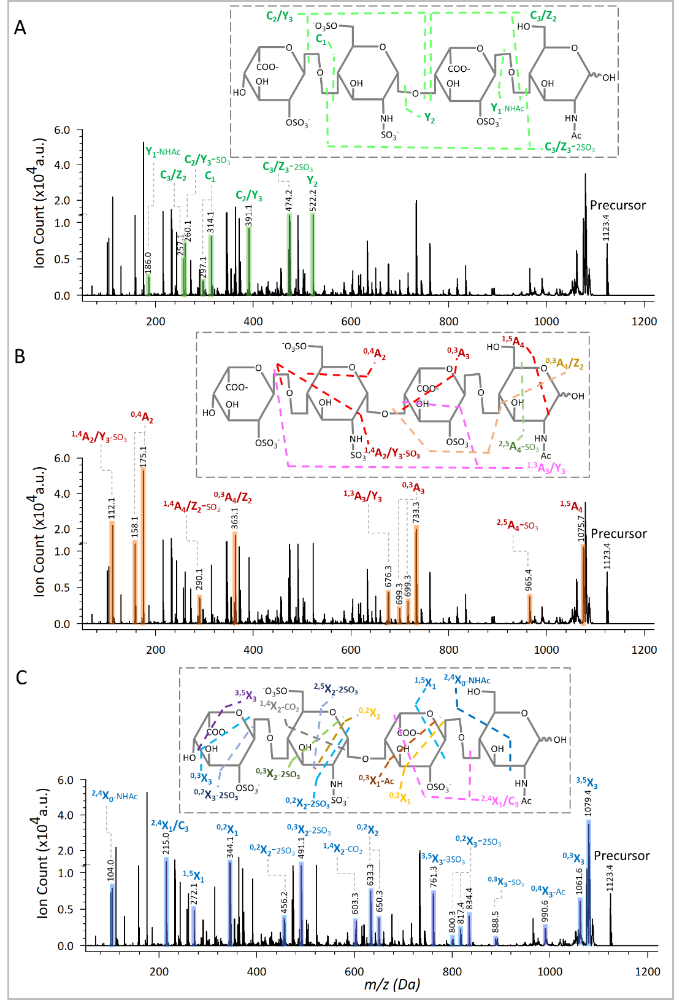 A
C2/Y3
C3/Z2
⁻O3SO
HO
C1
O
O
COO-
O
OH
OH
O
COO-
OH
O
OH
OH
HO
OSO3⁻
NH
SO3⁻
O
Y2
OSO3⁻
Y1-NHAc
HN
Ac
C3/Z3-2SO3
Ion Count (x10⁴ a.u.)
6.0
4.0
2.0
1.0
0.5
0.0
Y1-NHAc
C2/Y3-SO3
C3/Z2
C1
C2/Y3
C3/Z3-2SO3
Y2
Precursor
186.0
257.1
260.1
297.1
314.1
391.1
474.2
522.2
1123.4
200 400 600 800 1000 1200
B
⁻O3SO
0,4A2
0,3A3
HO
1,5A4
0,3A4/Z2
O
O
O
O
COO-
OH
HO
O
OH
COO-
OH
O
OH
OH
OSO3⁻
NH
SO3⁻
O
1,4A2/Y3-SO3
OSO3⁻
2,5A4-SO3
HN
Ac
1,3A3/Y3
Ion Count (x10⁴ a.u.)
6.0
4.0
2.0
1.0
0.5
0.0
1,4A2/Y3-SO3
0,4A2
1,4A4/Z2-SO3
0,3A4/Z2
1,3A3/Y3
0,3A3
2,5A4-SO3
1,5A4
Precursor
112.1
158.1
175.1
290.1
363.1
676.3
699.3
699.3
733.3
965.4
1075.7
1123.4
200 400 600 800 1000 1200
C
3,5X3
⁻O3SO
2,5X2-2SO3
1,4X2-CO2
0,2X2
1,5X1
2,4X0-NHAc
HO
O
O
O
O
COO
OH
HO
O
OH
COO-
OH
O
OH
OH
0,3X3
0,2X3-2SO3
OSO3⁻
0,3X2-2SO3
NH
SO3⁻
0,2X2-2SO3
O
0,3X1-Ac
0,2X1
OSO3⁻
2,4X1/C3
HN
Ac
Ion Count (x10⁴ a.u.)
6.0
4.0
2.0
1.0
0.5
0.0
2,4X0-NHAc
2,4X1/C3
1,5X1
0,2X1
0,2X2-2SO3
0,3X2-2SO3
1,4X2-CO2
0,2X2
3,5X3-3SO3
0,2X3-2SO3
0,3X3-SO3
0,4X3-Ac
0,3X3
3,5X3
Precursor
104.0
215.0
272.1
344.1
456.2
491.1
603.3
633.3
650.3
761.3
800.3
817.4
834.4
888.5
990.6
1061.6
1079.4
1123.4
200 400 600 800 1000 1200
m/z (Da)